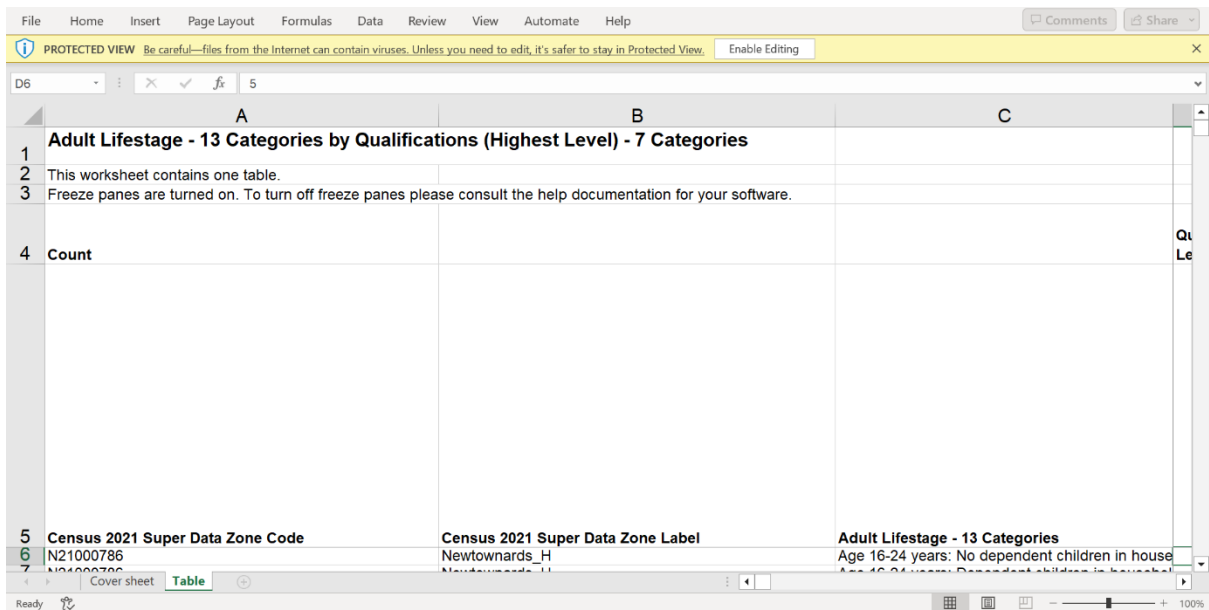 File Home Insert Page Layout Formulas Data Review View Automate Help Comments Share
PROTECTED VIEW Be careful—files from the Internet can contain viruses. Unless you need to edit, it's safer to stay in Protected View. Enable Editing
D6 fx 5
A B C
1 Adult Lifestage - 13 Categories by Qualifications (Highest Level) - 7 Categories
2 This worksheet contains one table.
3 Freeze panes are turned on. To turn off freeze panes please consult the help documentation for your software.
4 Count
5 Census 2021 Super Data Zone Code Census 2021 Super Data Zone Label Adult Lifestage - 13 Categories
6 N21000786 Newtownards_H Age 16-24 years: No dependent children in house
Cover sheet Table
Ready 100%